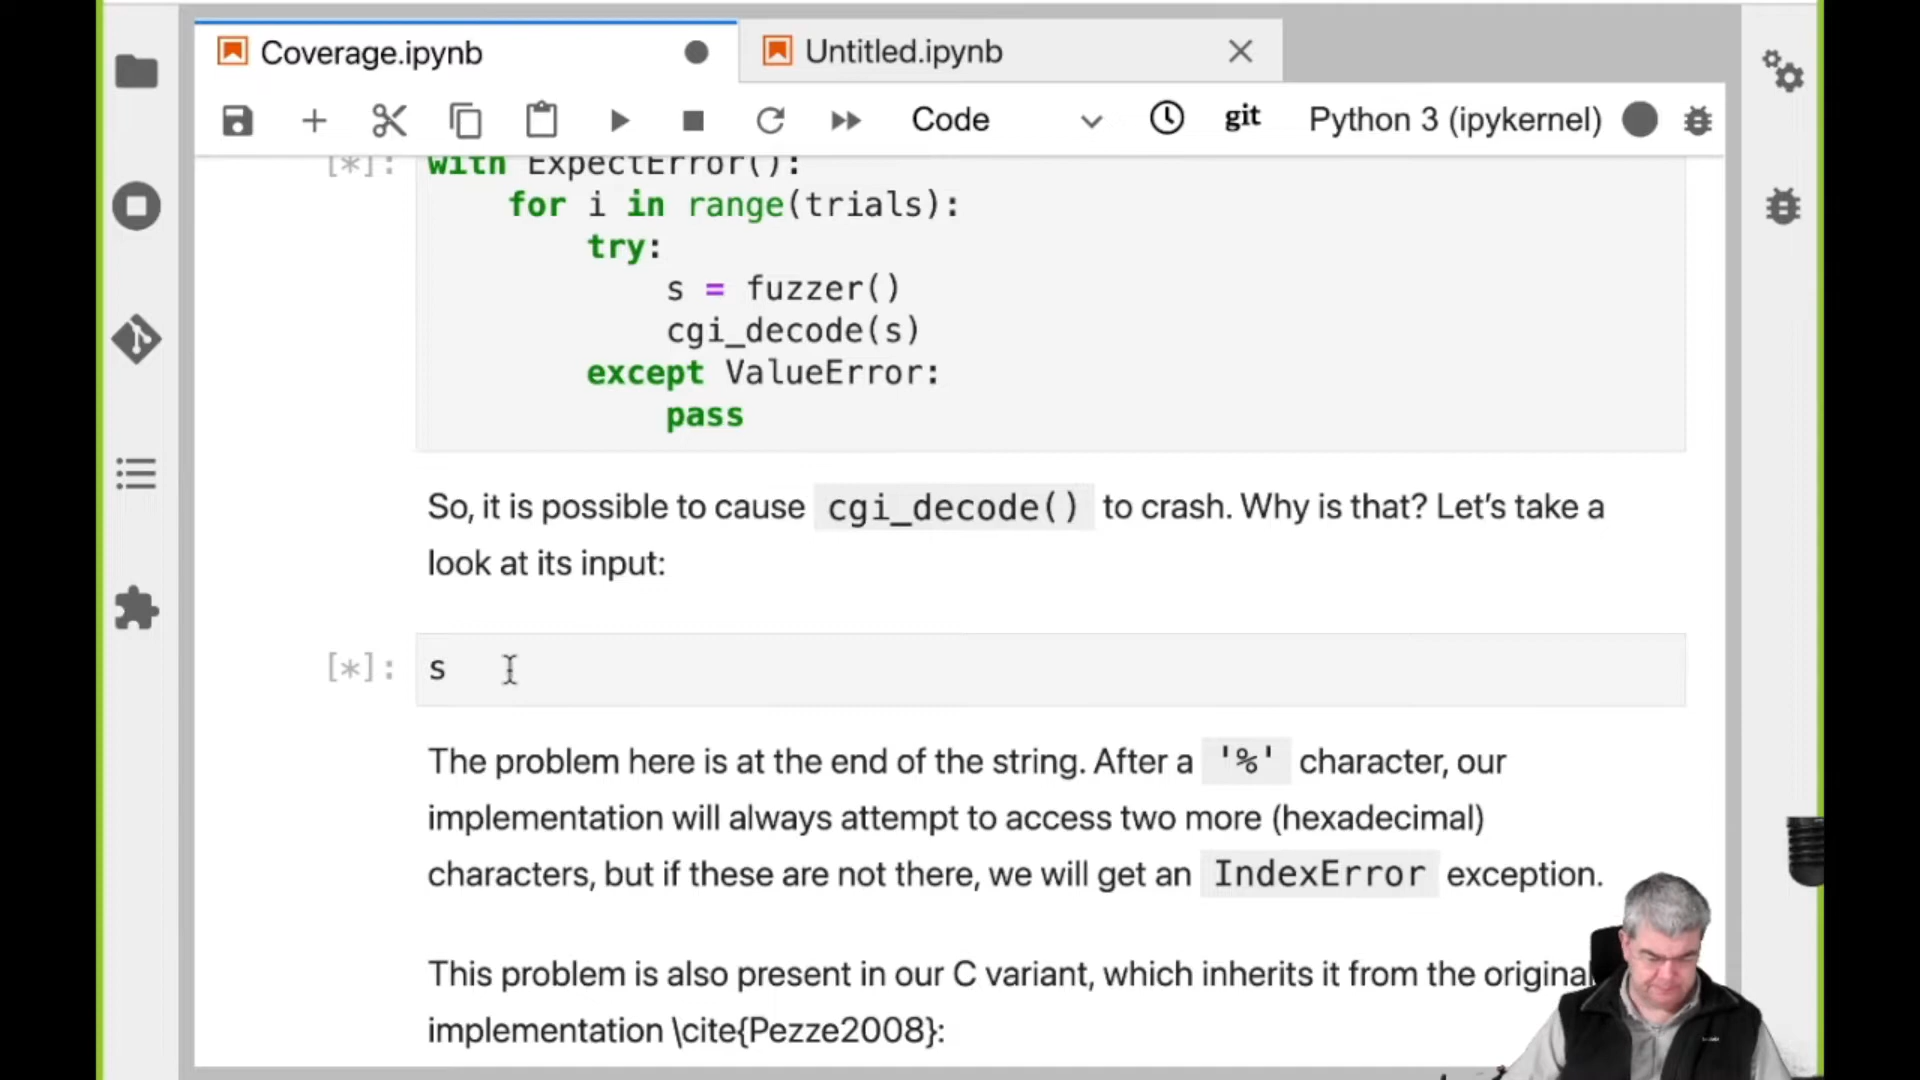 Coverage.ipynb
Untitled.ipynb
Code
git
Python 3 (ipykernel)
[*]:
with ExpectError():
for i in range(trials):
try:
s = fuzzer()
cgi_decode(s)
except ValueError:
pass
So, it is possible to cause cgi_decode() to crash. Why is that? Let's take a
look at its input:
[*]: s
The problem here is at the end of the string. After a '%' character, our
implementation will always attempt to access two more (hexadecimal)
characters, but if these are not there, we will get an IndexError exception.
This problem is also present in our C variant, which inherits it from the original
implementation \cite{Pezze2008}: